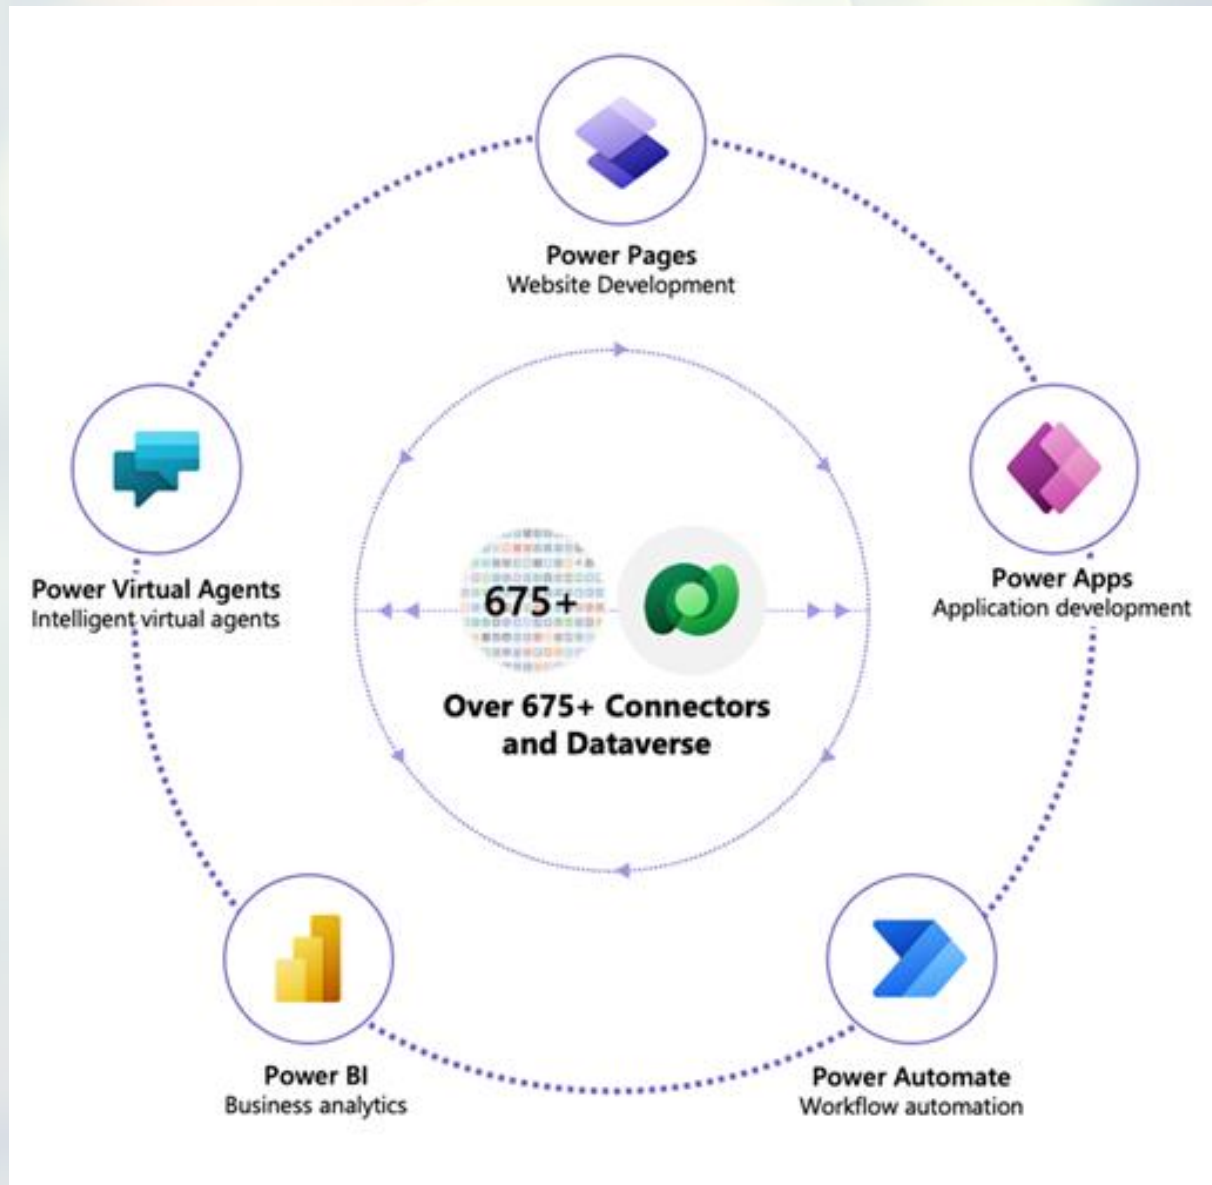 Power Pages
Website Development
Power Virtual Agents
Intelligent virtual agents
Power Apps
Application development
675+
Over 675+ Connectors
and Dataverse
Power BI
Business analytics
Power Automate
Workflow automation